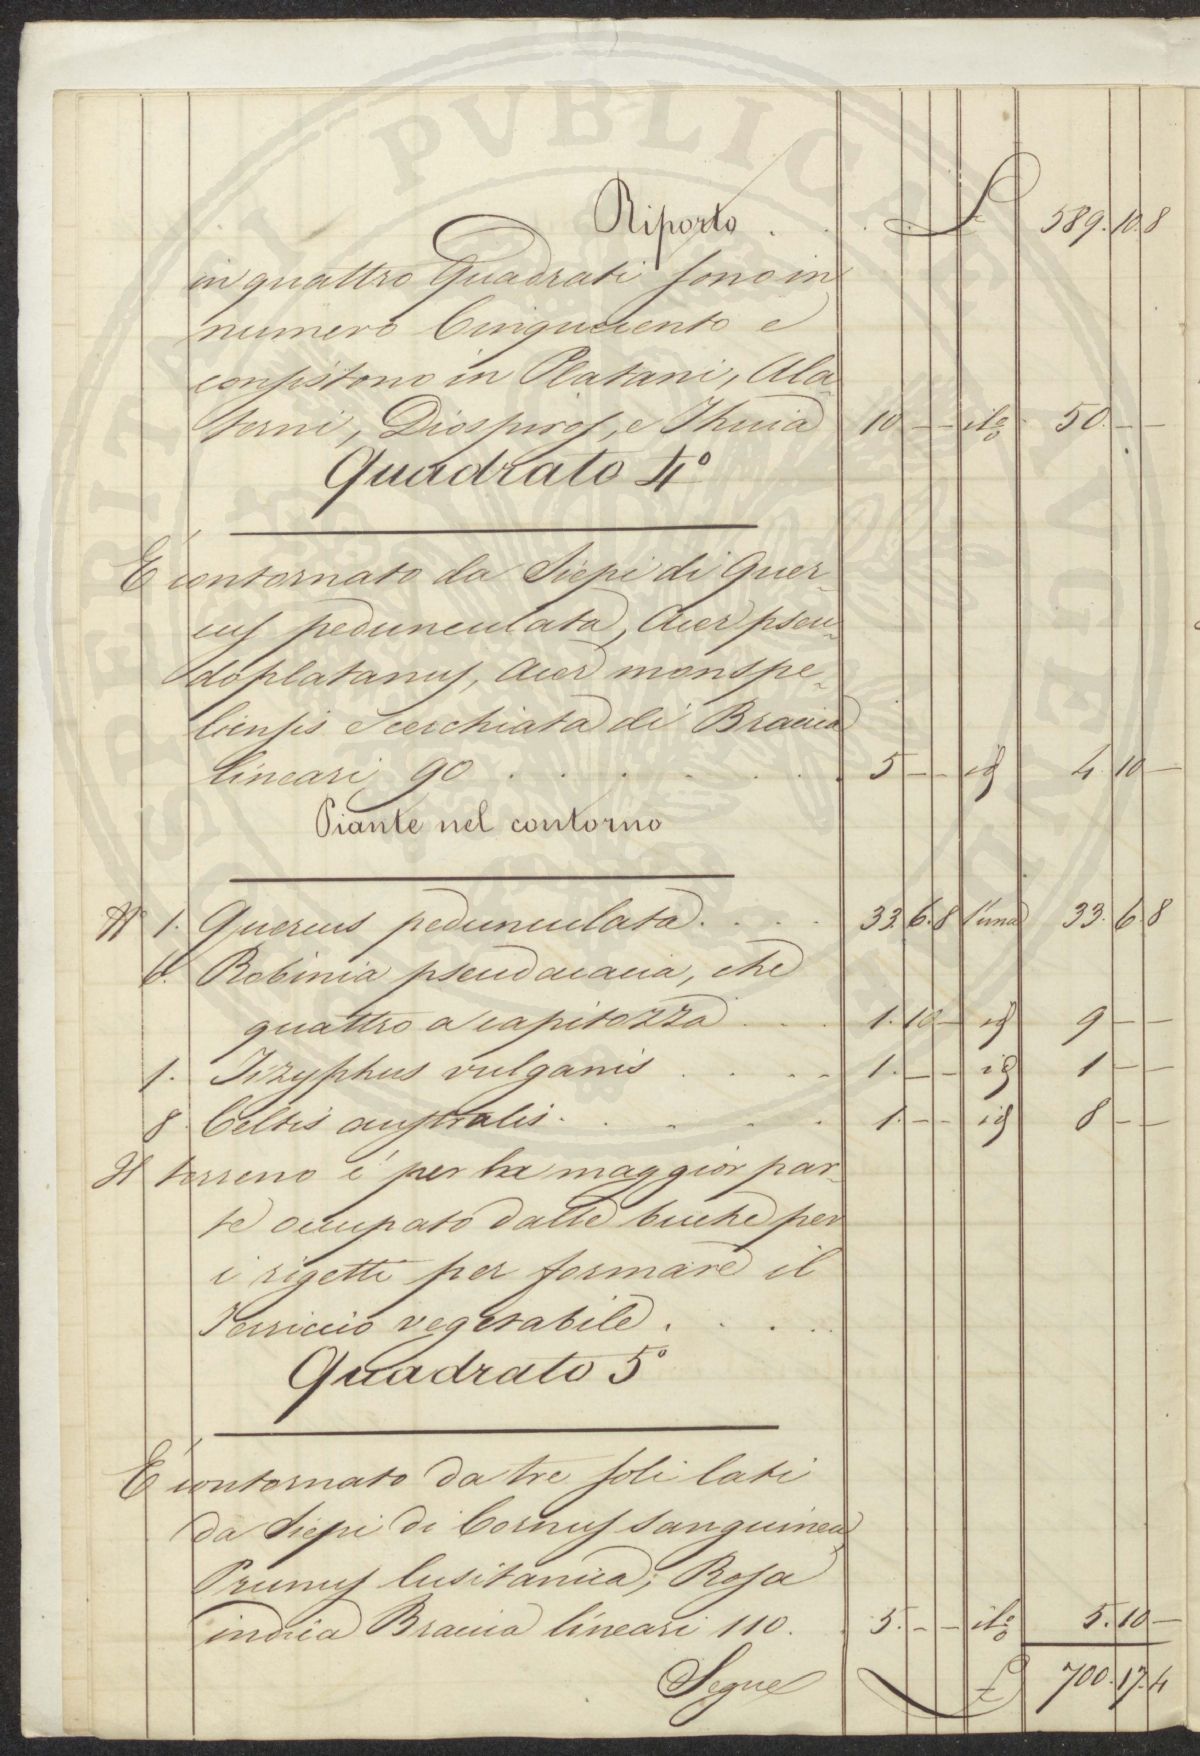 Riporto . . . . £ 589. 10. 8
in quattro Quadrati sono in
numero Cinquecento e
consistono in Platani, Ala-
terni, Diospiros, e Thuia 10 — — il % 50. — —
Quadrato 4°
E' contornato da Siepi di Quer-
cus pedunculata, Acer pseu-
doplatanus, Acer monspe-
liensis e cerchiata di Braccia
lineari 90 . . . . . . . 5 — — id 4. 10 —
Piante nel contorno
N° 1. Quercus pedunculata . . . . 33. 6. 8 l'una 33. 6. 8
6. Robinia pseudacacia, che
quattro a capitozza . . . 1. 10 — id 9 — —
1. Zizyphus vulgaris . . . . 1. — — id 1 — —
8. Celtis australis . . . . . . 1. — — id 8 — —
Il terreno é per la maggior par-
te occupato dalle buche per
i rigetti per formare il
Terriccio vegetabile . . . . .
Quadrato 5°
E' contornato da tre soli lati
da Siepi di Cornus sanguinea,
Prunus lusitanica, Rosa
indica Braccia lineari 110. 5. — — il % 5. 10 —
Segue £ 700. 17. 4